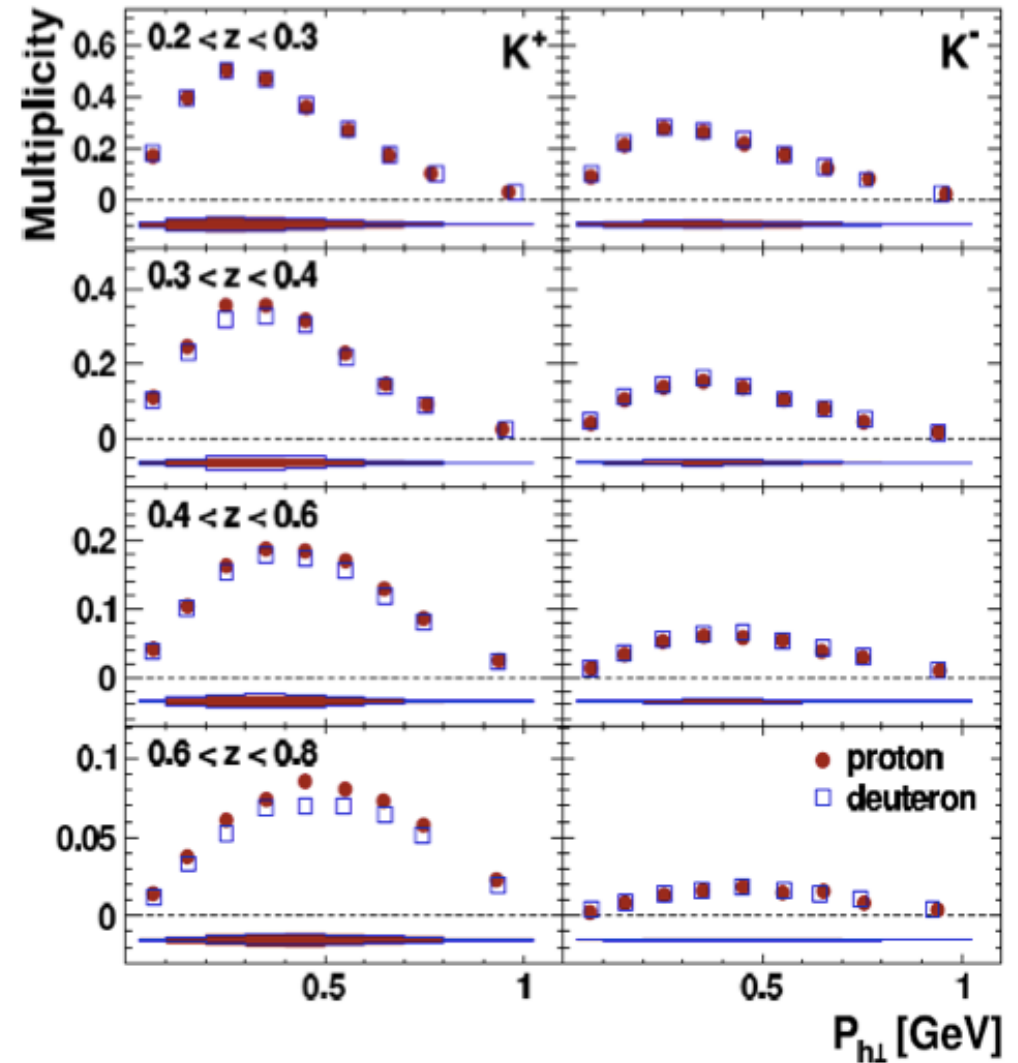 Multiplicity
0.2 < z < 0.3
K+
K-
0.6
0.4
0.2
0
0.3 < z < 0.4
0.4
0.2
0
0.4 < z < 0.6
0.2
0.1
0
0.6 < z < 0.8
0.1
0.05
0
proton
deuteron
0.5 1 0.5 1
Ph⊥ [GeV]